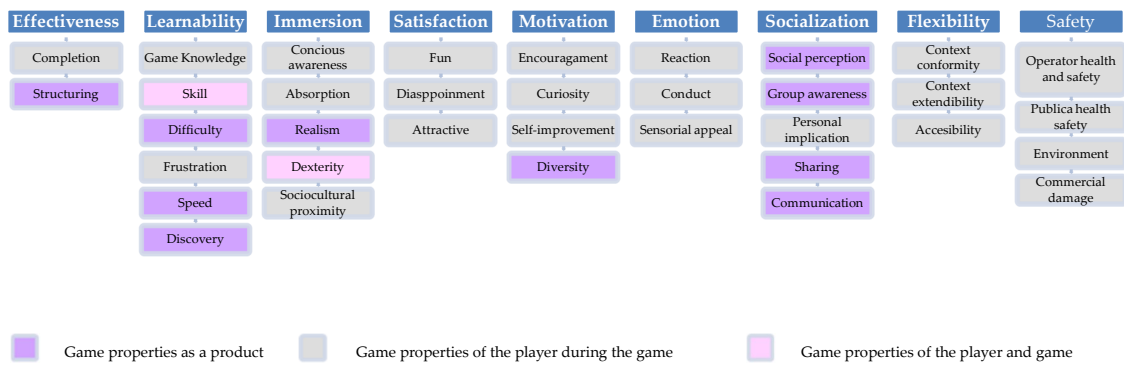 Effectiveness
Completion
Structuring
Learnability
Game Knowledge
Skill
Difficulty
Frustration
Speed
Discovery
Immersion
Concious
awareness
Absorption
Realism
Dexterity
Sociocultural
proximity
Satisfaction
Fun
Diasppoinment
Attractive
Motivation
Encouragament
Curiosity
Self-improvement
Diversity
Emotion
Reaction
Conduct
Sensorial appeal
Socialization
Social perception
Group awareness
Personal
implication
Sharing
Communication
Flexibility
Context
conformity
Context
extendibility
Accesibility
Safety
Operator health
and safety
Publica health
safety
Environment
Commercial
damage
Game properties as a product
Game properties of the player during the game
Game properties of the player and game